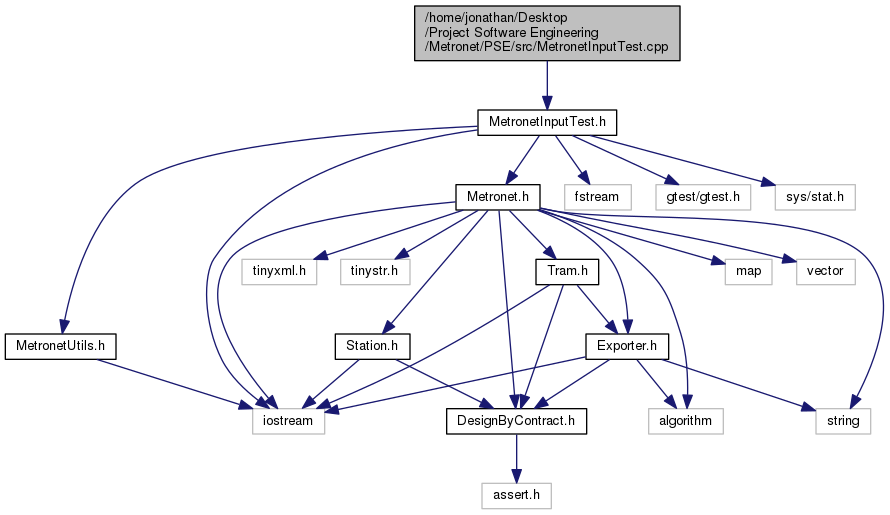 /home/jonathan/Desktop
/Project Software Engineering
/Metronet/PSE/src/MetronetInputTest.cpp
MetronetInputTest.h
Metronet.h
fstream
gtest/gtest.h
sys/stat.h
tinyxml.h
tinystr.h
Tram.h
map
vector
MetronetUtils.h
Station.h
Exporter.h
iostream
DesignByContract.h
algorithm
string
assert.h